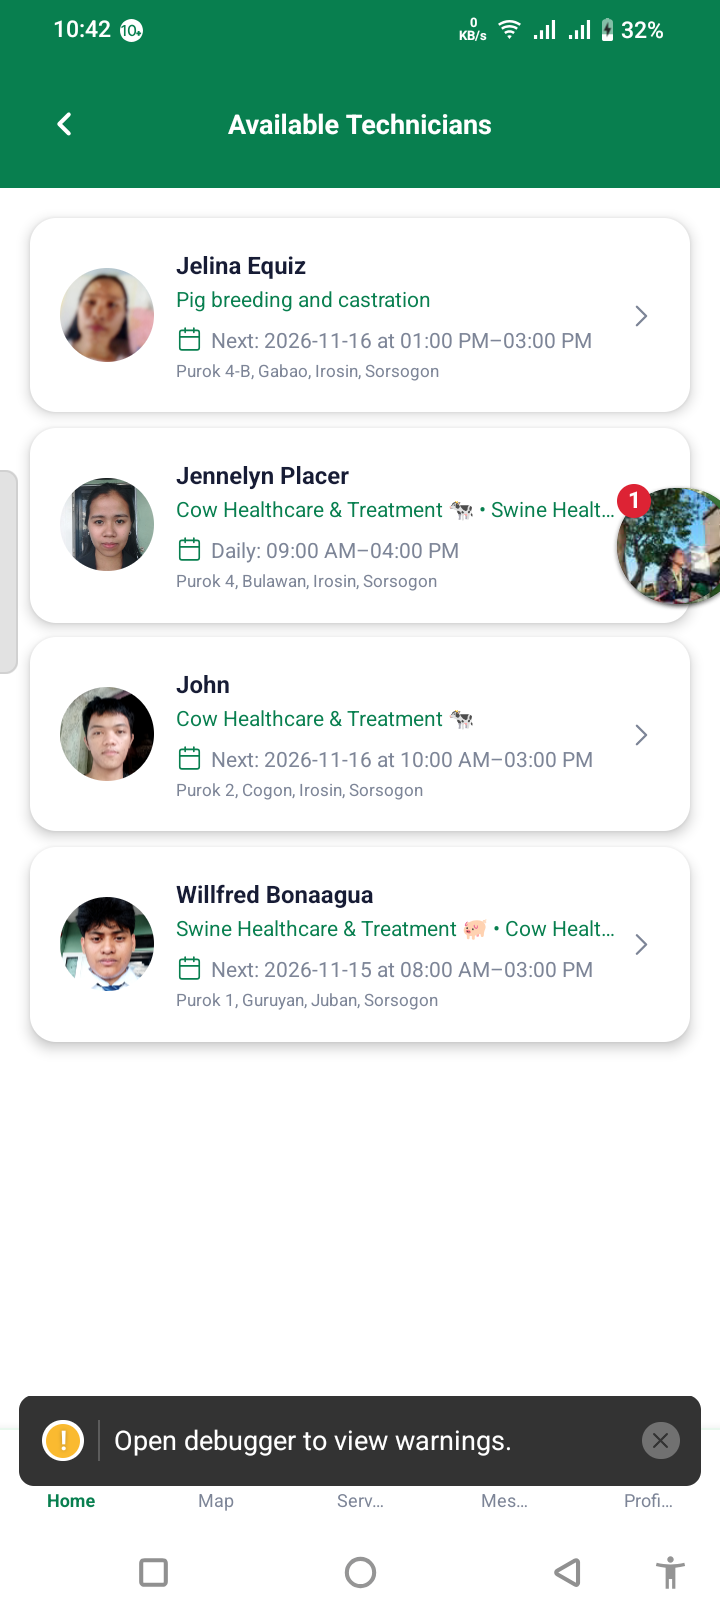 10:42
0 KB/s
32%
Available Technicians
Jelina Equiz
Pig breeding and castration
Next: 2026-11-16 at 01:00 PM–03:00 PM
Purok 4-B, Gabao, Irosin, Sorsogon
Jennelyn Placer
Cow Healthcare & Treatment 🐄 • Swine Healt...
1
Daily: 09:00 AM–04:00 PM
Purok 4, Bulawan, Irosin, Sorsogon
John
Cow Healthcare & Treatment 🐄
Next: 2026-11-16 at 10:00 AM–03:00 PM
Purok 2, Cogon, Irosin, Sorsogon
Willfred Bonaagua
Swine Healthcare & Treatment 🐖 • Cow Healt...
Next: 2026-11-15 at 08:00 AM–03:00 PM
Purok 1, Guruyan, Juban, Sorsogon
Open debugger to view warnings.
Home
Map
Serv...
Mes...
Profi...